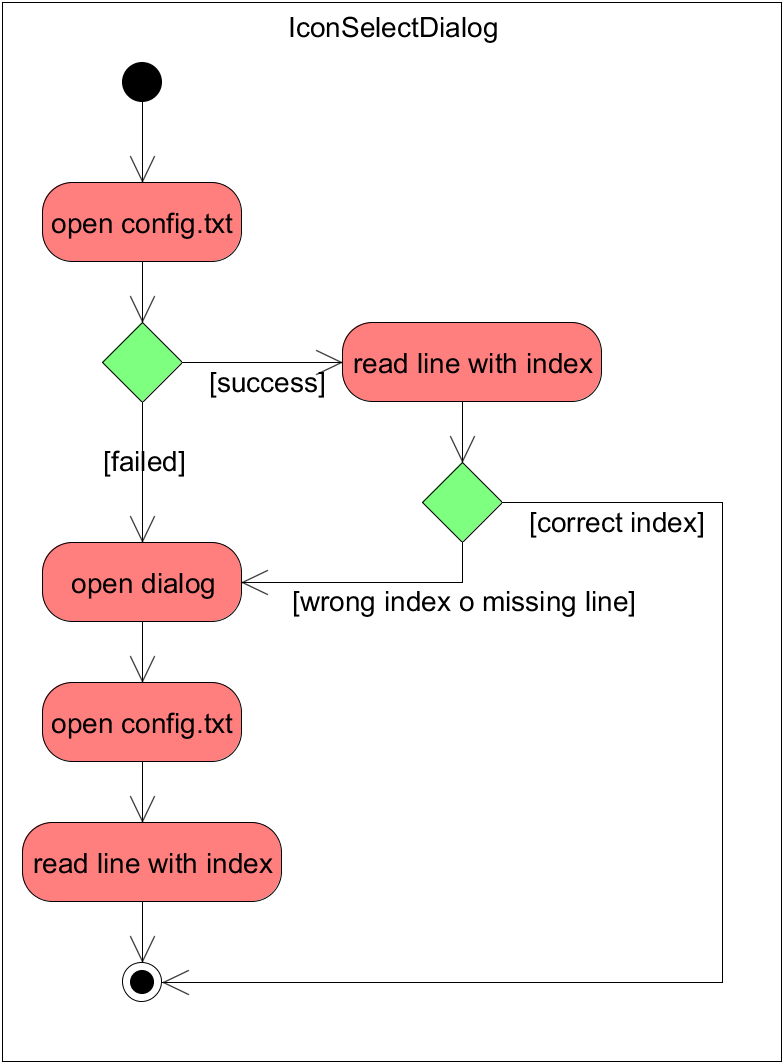 IconSelectDialog
open config.txt
[success]
read line with index
[failed]
[correct index]
open dialog
[wrong index o missing line]
open config.txt
read line with index